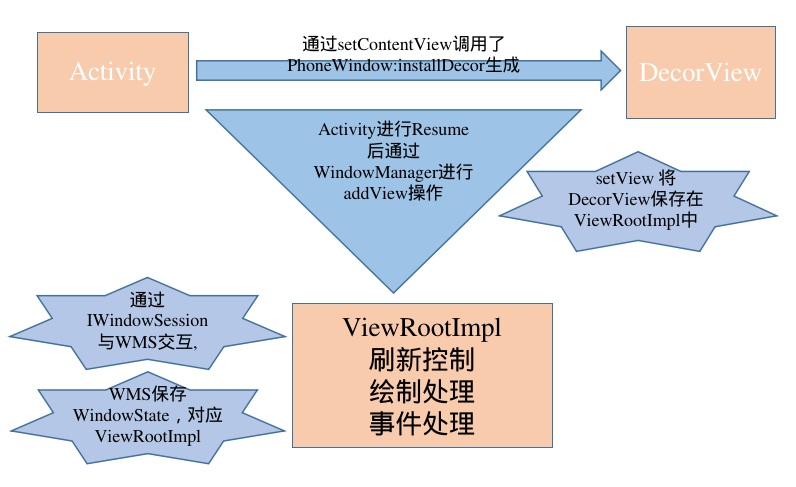 通过setContentView调用了
PhoneWindow:installDecor生成
Activity
DecorView
Activity进行Resume
后通过
WindowManager进行
addView操作
setView 将
DecorView保存在
ViewRootImpl中
通过
IWindowSession
与WMS交互,
WMS保存
WindowState，对应
ViewRootImpl
ViewRootImpl
刷新控制
绘制处理
事件处理